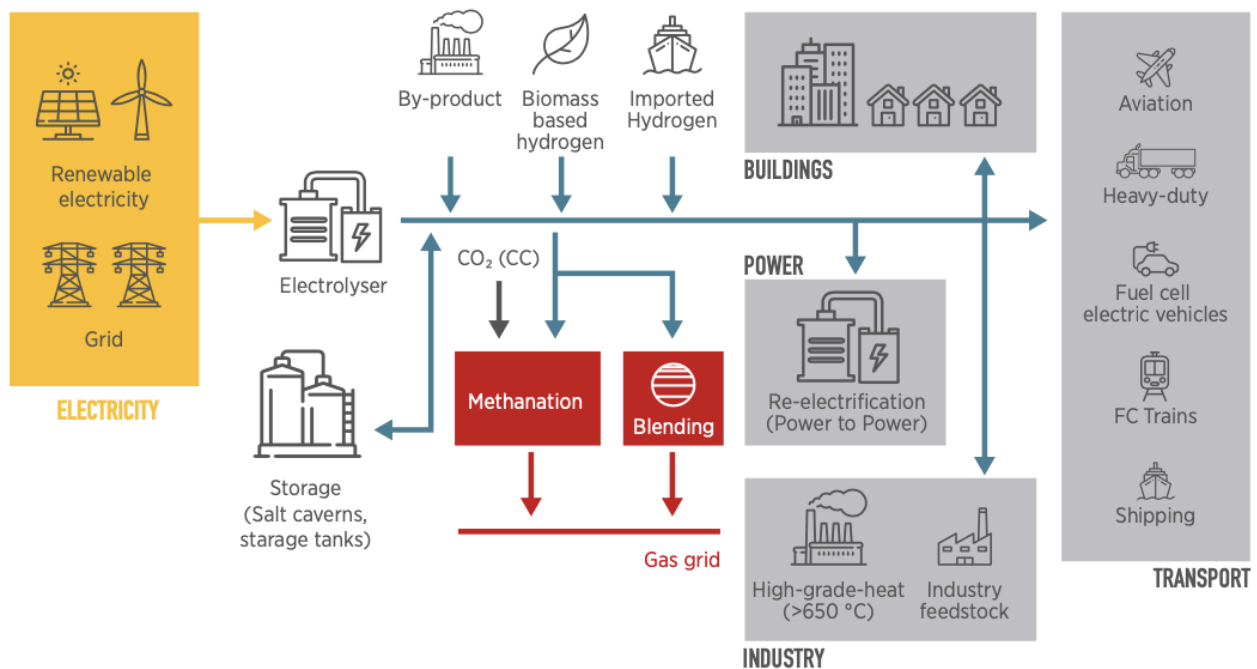 By-product
Biomass
based
hydrogen
Imported
Hydrogen
Aviation
BUILDINGS
Renewable
electricity
Heavy-duty
CO₂ (CC)
POWER
Electrolyser
Fuel cell
electric vehicles
Grid
ELECTRICITY
Methanation
Blending
Re-electrification
(Power to Power)
FC Trains
Storage
(Salt caverns,
starage tanks)
Gas grid
Shipping
High-grade-heat
(>650 °C)
Industry
feedstock
TRANSPORT
INDUSTRY